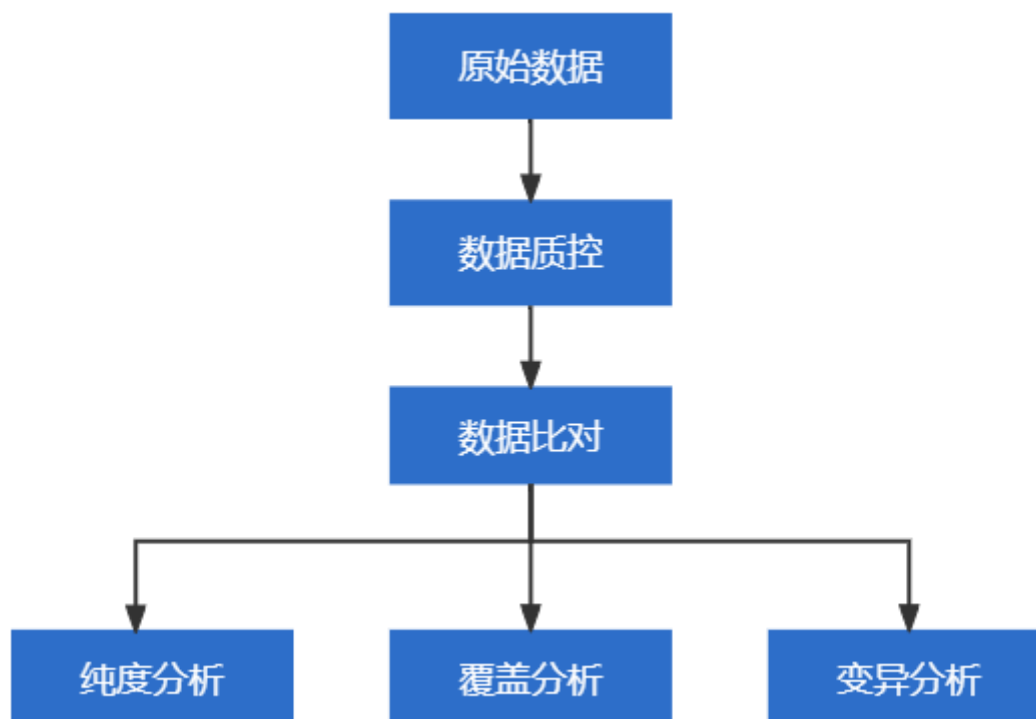 原始数据
数据质控
数据比对
纯度分析
覆盖分析
变异分析